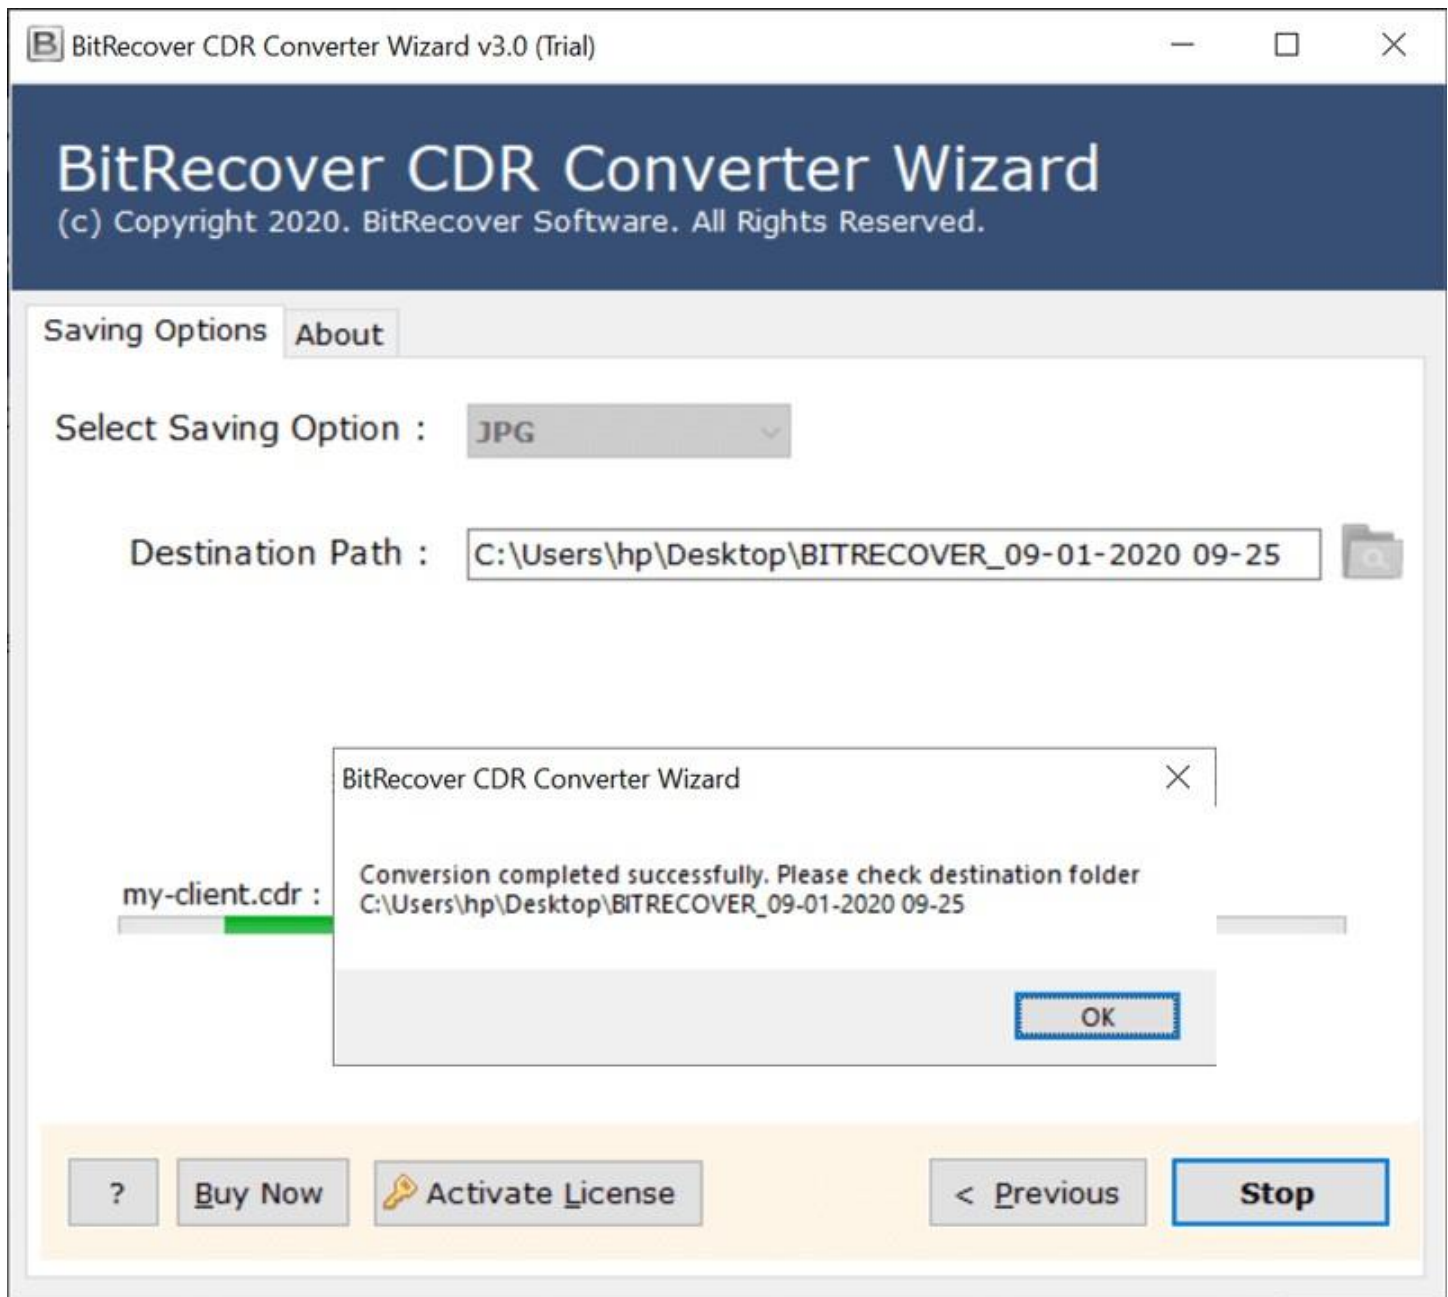 BitRecover CDR Converter Wizard v3.0 (Trial)
BitRecover CDR Converter Wizard
(c) Copyright 2020. BitRecover Software. All Rights Reserved.
Saving Options
About
Select Saving Option :
JPG
Destination Path :
C:\Users\hp\Desktop\BITRECOVER_09-01-2020 09-25
BitRecover CDR Converter Wizard
Conversion completed successfully. Please check destination folder
C:\Users\hp\Desktop\BITRECOVER_09-01-2020 09-25
my-client.cdr :
OK
?
Buy Now
Activate License
< Previous
Stop